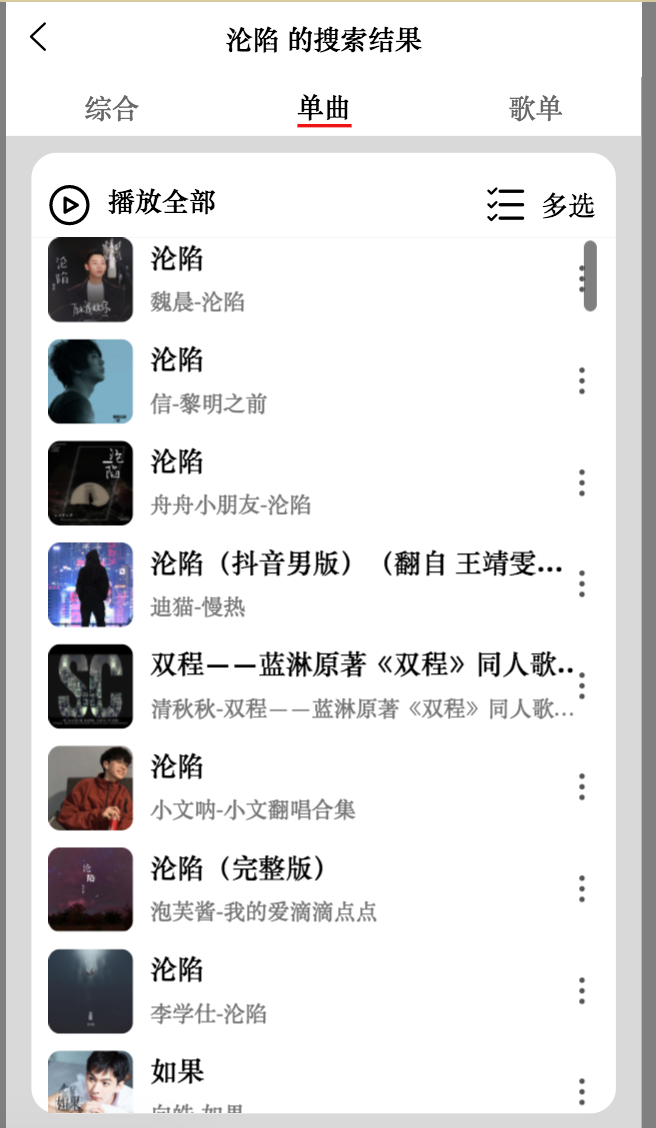 沦陷 的搜索结果
综合 单曲 歌单
播放全部 多选
沦陷
魏晨-沦陷
沦陷
信-黎明之前
沦陷
舟舟小朋友-沦陷
沦陷（抖音男版）（翻自 王靖雯...
迪猫-慢热
双程——蓝淋原著《双程》同人歌...
清秋秋-双程——蓝淋原著《双程》同人歌...
沦陷
小文呐-小文翻唱合集
沦陷（完整版）
泡芙酱-我的爱滴滴点点
沦陷
李学仕-沦陷
如果